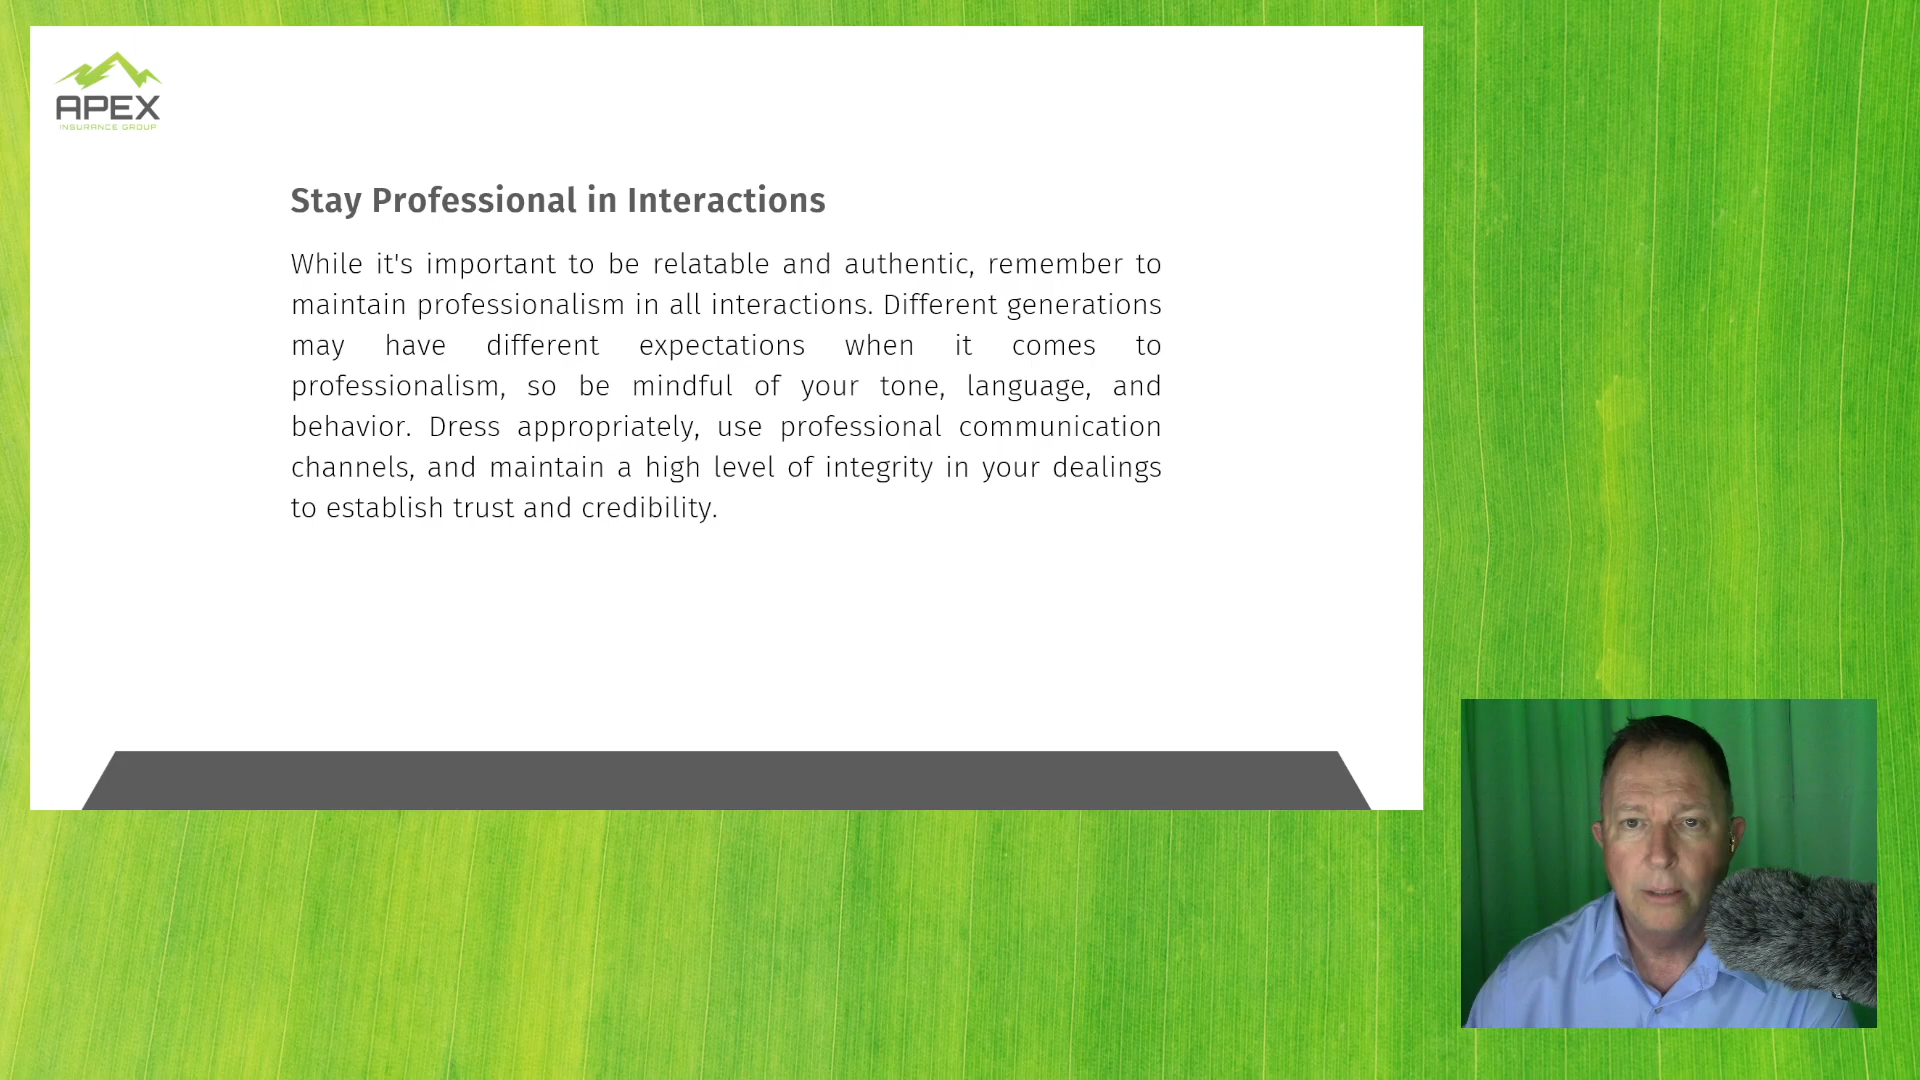 APEX
INSURANCE GROUP
Stay Professional in Interactions
While it's important to be relatable and authentic, remember to
maintain professionalism in all interactions. Different generations
may have different expectations when it comes to
professionalism, so be mindful of your tone, language, and
behavior. Dress appropriately, use professional communication
channels, and maintain a high level of integrity in your dealings
to establish trust and credibility.